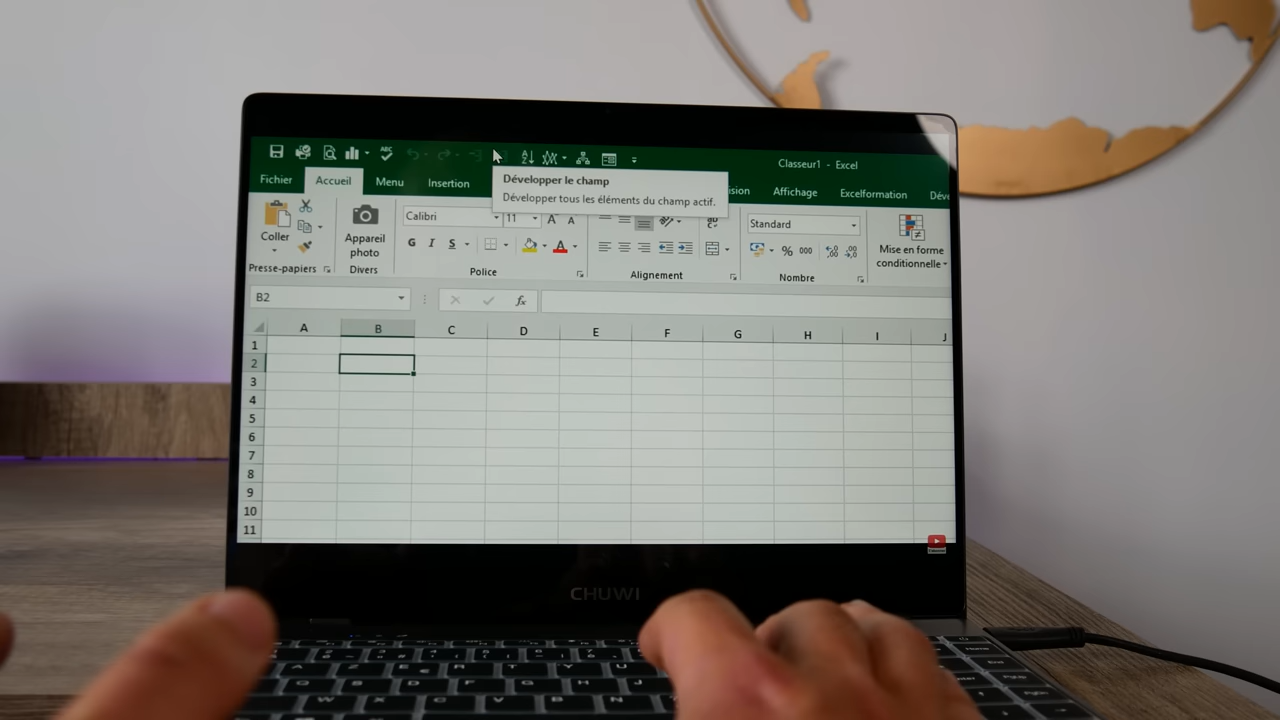 Classeur1 - Excel
Fichier Accueil Menu Insertion Affichage Excelformation
Développer le champ
Développer tous les éléments du champ actif.
Coller
Presse-papiers
Appareil photo
Divers
Calibri 11
G I S
Police
Alignement
Standard
% 000
Nombre
Mise en forme conditionnelle
B2
fx
A B C D E F G H I J
1
2
3
4
5
6
7
8
9
10
11
CHUWI